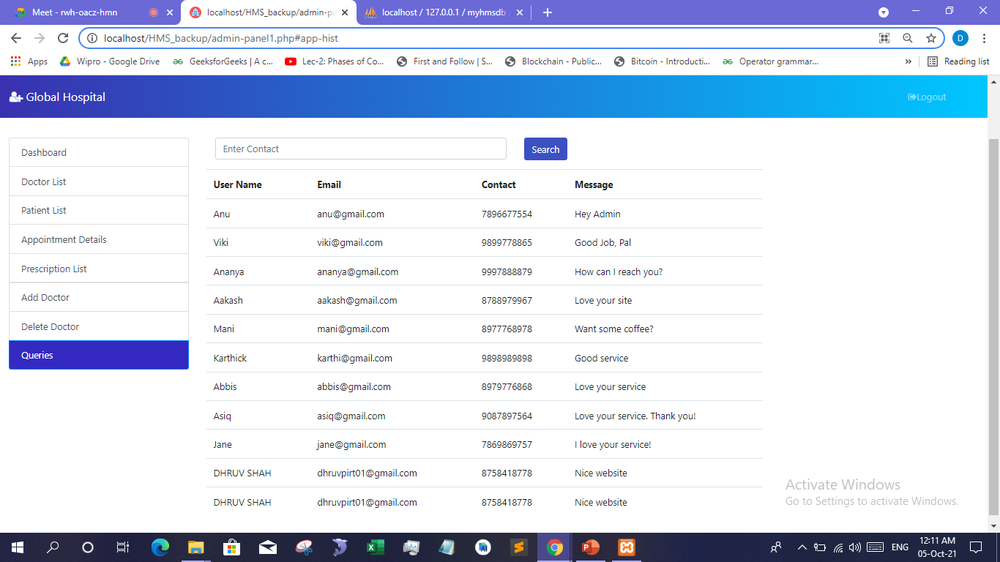 Meet - rwh-oacz-hmn
localhost/HMS_backup/admin-pa
localhost / 127.0.0.1 / myhmsdb
localhost/HMS_backup/admin-panel1.php#app-hist
D
Apps Wipro - Google Drive GeeksforGeeks | A c... Lec-2: Phases of Co... First and Follow | S... Blockchain - Public... Bitcoin - Introducti... Operator grammar... » Reading list
Global Hospital
Logout
Dashboard
Doctor List
Patient List
Appointment Details
Prescription List
Add Doctor
Delete Doctor
Queries
Enter Contact
Search
User Name Email Contact Message
Anu anu@gmail.com 7896677554 Hey Admin
Viki viki@gmail.com 9899778865 Good Job, Pal
Ananya ananya@gmail.com 9997888879 How can I reach you?
Aakash aakash@gmail.com 8788979967 Love your site
Mani mani@gmail.com 8977768978 Want some coffee?
Karthick karthi@gmail.com 9898989898 Good service
Abbis abbis@gmail.com 8979776868 Love your service
Asiq asiq@gmail.com 9087897564 Love your service. Thank you!
Jane jane@gmail.com 7869869757 I love your service!
DHRUV SHAH dhruvpirt01@gmail.com 8758418778 Nice website
DHRUV SHAH dhruvpirt01@gmail.com 8758418778 Nice website
Activate Windows
Go to Settings to activate Windows.
ENG
12:11 AM
05-Oct-21